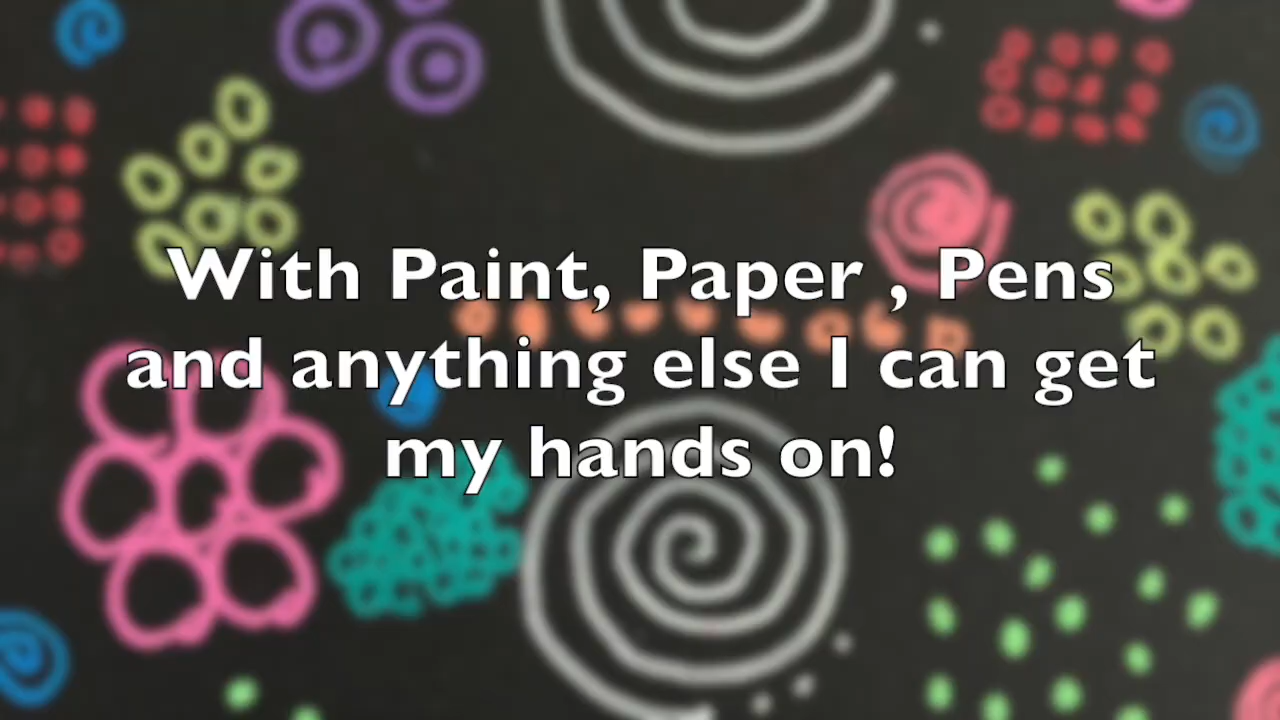 With Paint, Paper , Pens
and anything else I can get
my hands on!